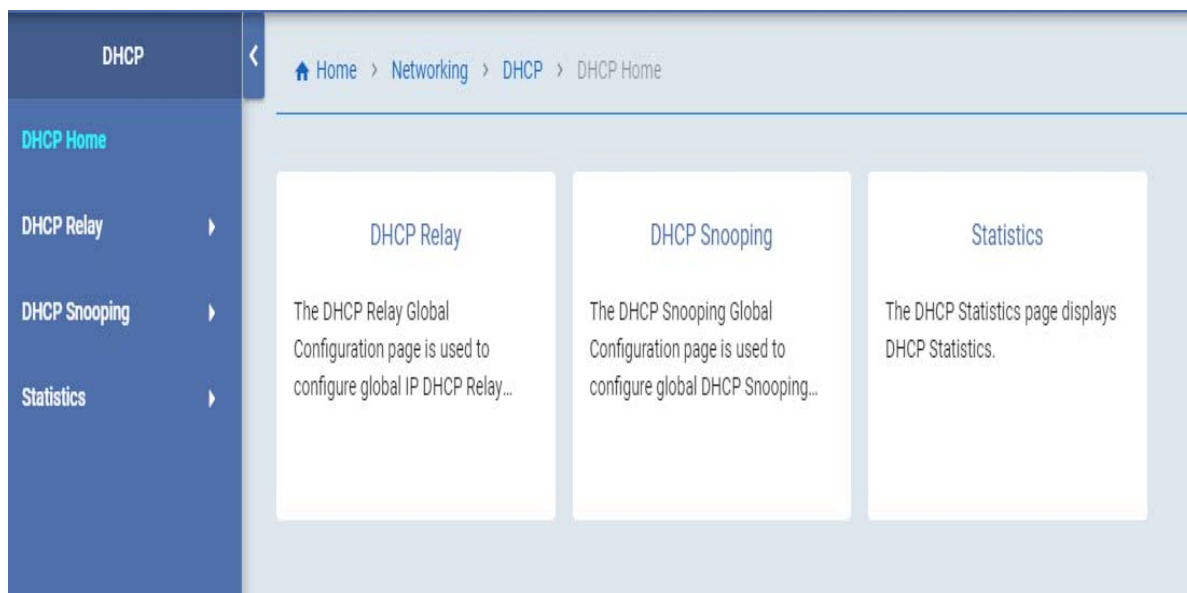 DHCP
DHCP Home
DHCP Relay
DHCP Snooping
Statistics
Home > Networking > DHCP > DHCP Home
DHCP Relay
The DHCP Relay Global
Configuration page is used to
configure global IP DHCP Relay...
DHCP Snooping
The DHCP Snooping Global
Configuration page is used to
configure global DHCP Snooping...
Statistics
The DHCP Statistics page displays
DHCP Statistics.